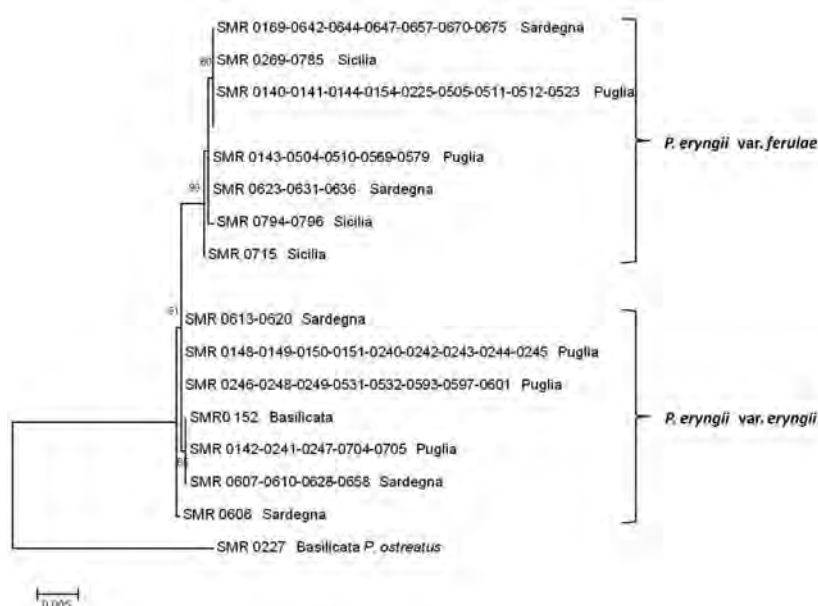 SMR 0169-0642-0644-0647-0657-0670-0675 Sardegna
60
SMR 0269-0785 Sicilia
SMR 0140-0141-0144-0154-0225-0505-0511-0512-0523 Puglia
P. eryngii var. ferulae
SMR 0143-0504-0510-0569-0579 Puglia
99
SMR 0623-0631-0636 Sardegna
SMR 0794-0796 Sicilia
SMR 0715 Sicilia
SMR 0613-0620 Sardegna
SMR 0148-0149-0150-0151-0240-0242-0243-0244-0245 Puglia
SMR 0246-0248-0249-0531-0532-0593-0597-0601 Puglia
SMR0 152 Basilicata
P. eryngii var. eryngii
SMR 0142-0241-0247-0704-0705 Puglia
SMR 0607-0610-0628-0658 Sardegna
SMR 0606 Sardegna
SMR 0227 Basilicata P. ostreatus
0.005